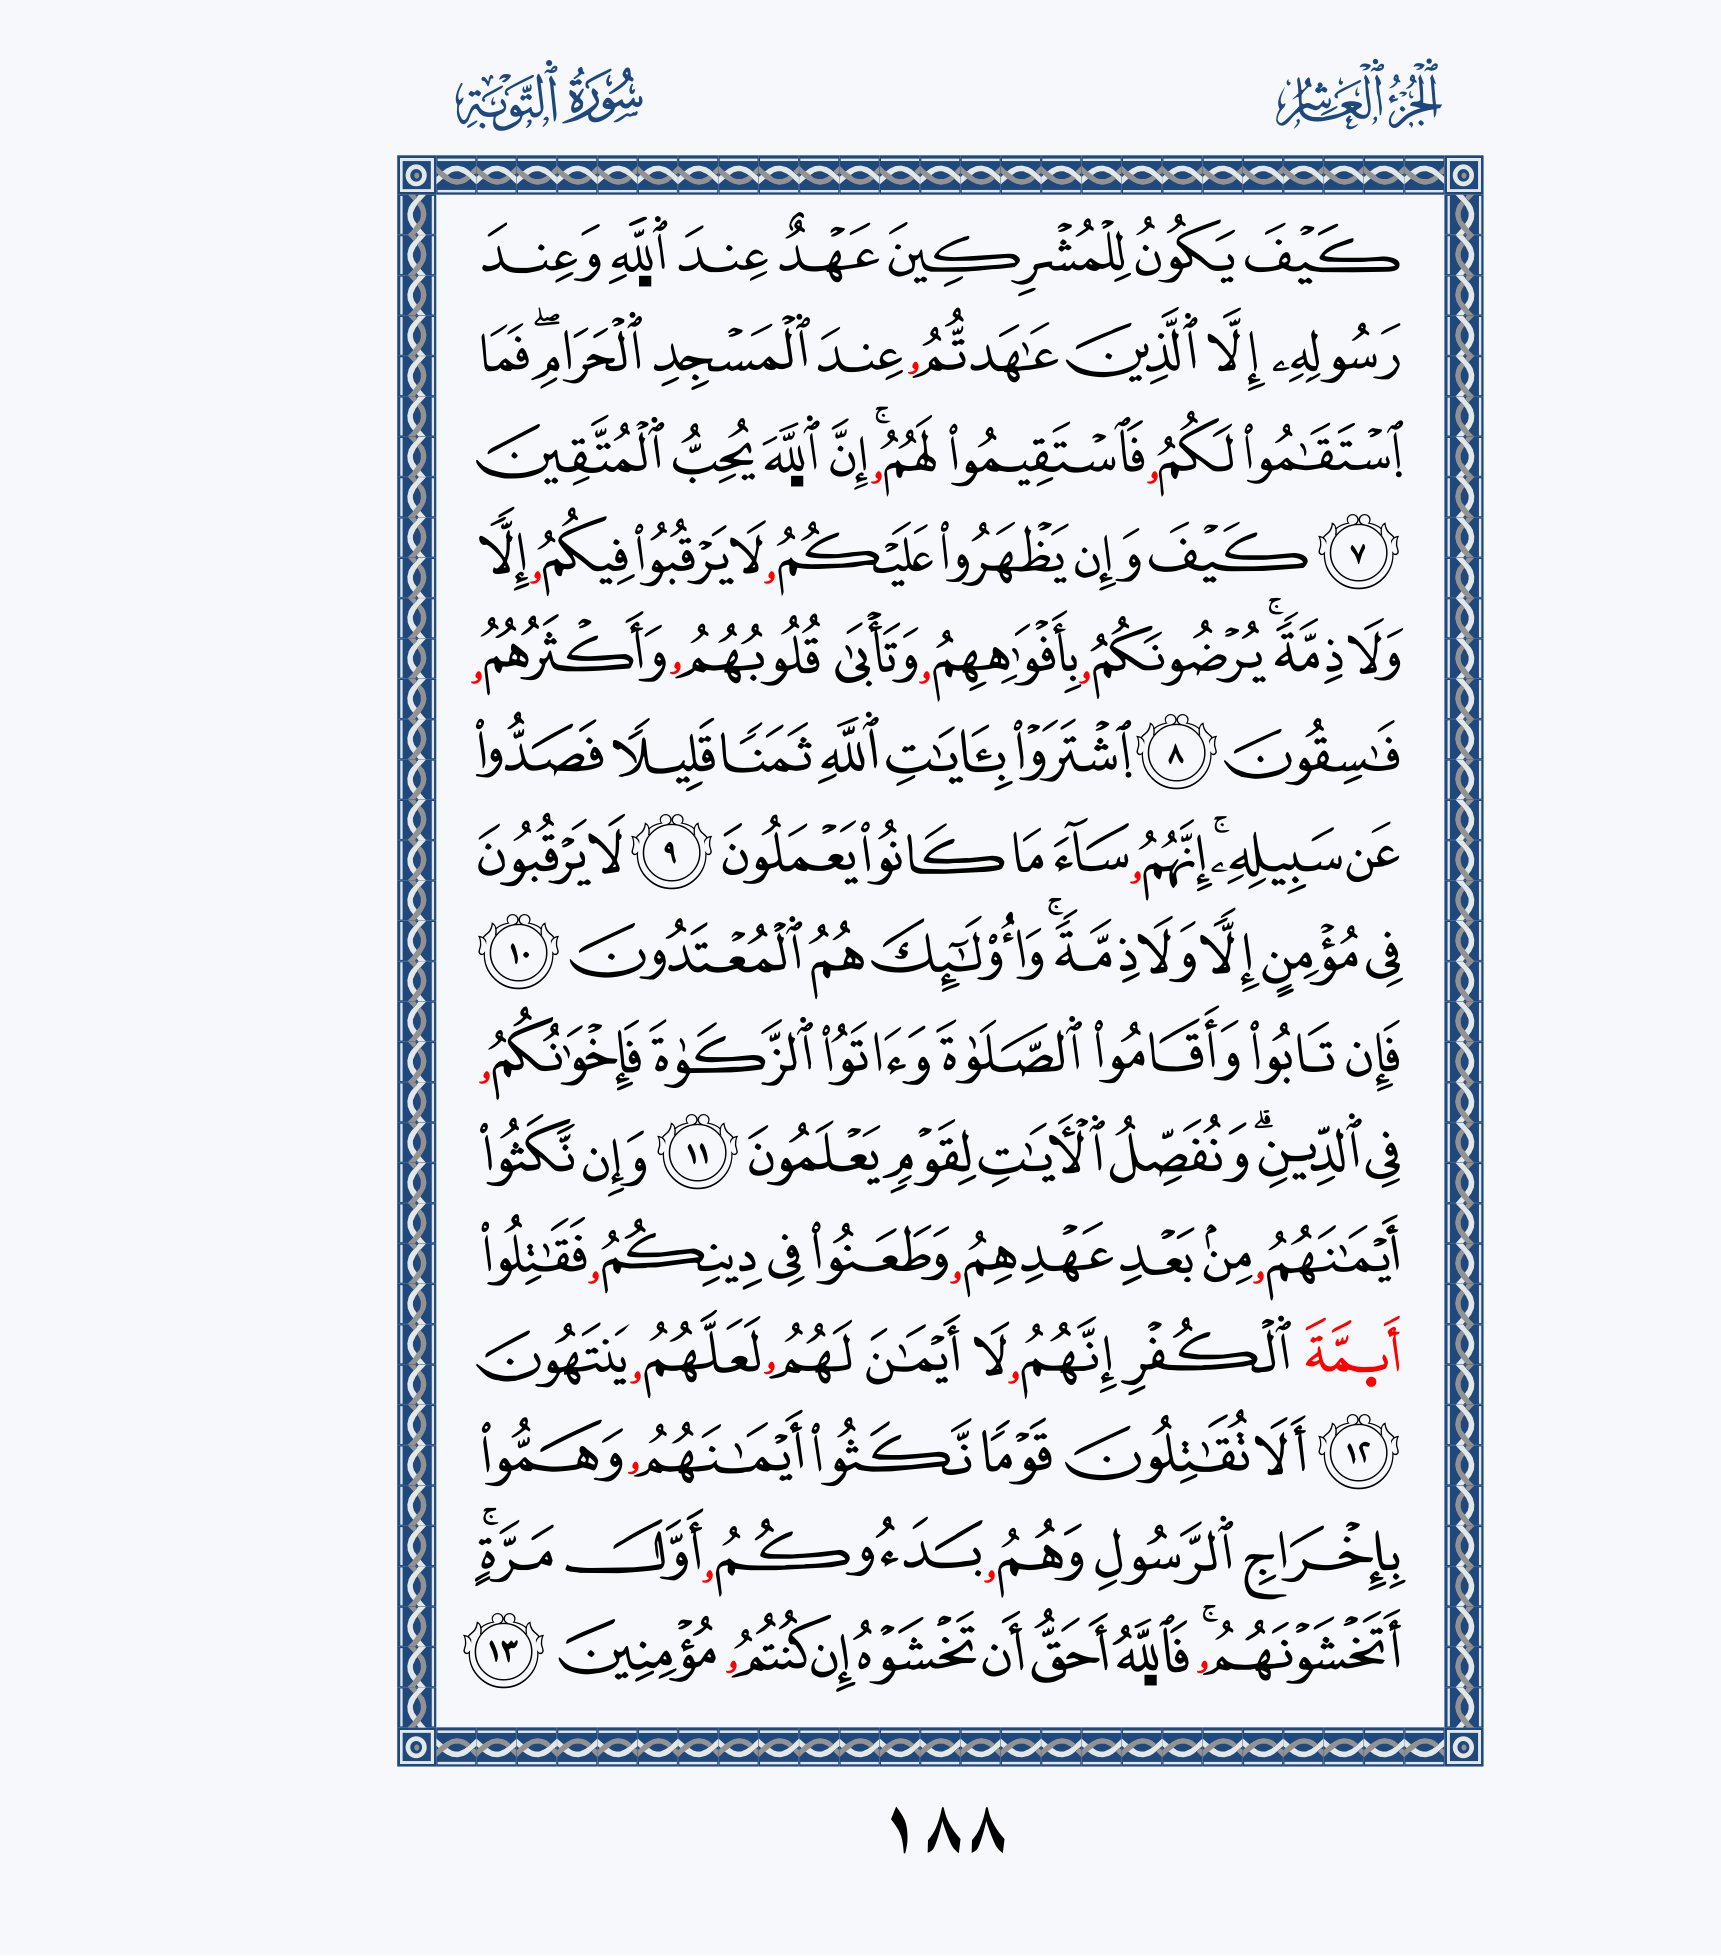 ٱلْجُزْءُ ٱلْعَاشِرُ
سُورَةُ ٱلتَّوْبَةِ
كَيْفَ يَكُونُ لِلْمُشْرِكِينَ عَهْدٌ عِندَ ٱللَّهِ وَعِندَ
رَسُولِهِۦ إِلَّا ٱلَّذِينَ عَٰهَدتُّمُۥ عِندَ ٱلْمَسْجِدِ ٱلْحَرَامِۖ فَمَا
ٱسْتَقَٰمُوا۟ لَكُمُۥ فَٱسْتَقِيمُوا۟ لَهُمُۥۚ إِنَّ ٱللَّهَ يُحِبُّ ٱلْمُتَّقِينَ
٧ كَيْفَ وَإِن يَظْهَرُوا۟ عَلَيْكُمُۥ لَا يَرْقُبُوا۟ فِيكُمُۥ إِلًّا
وَلَا ذِمَّةًۚ يُرْضُونَكُمُۥ بِأَفْوَٰهِهِمُۥ وَتَأْبَىٰ قُلُوبُهُمُۥ وَأَكْثَرُهُمُۥ
فَٰسِقُونَ ٨ ٱشْتَرَوْا۟ بِـَٔايَٰتِ ٱللَّهِ ثَمَنًا قَلِيلًا فَصَدُّوا۟
عَن سَبِيلِهِۦۚ إِنَّهُمُۥ سَآءَ مَا كَانُوا۟ يَعْمَلُونَ ٩ لَا يَرْقُبُونَ
فِى مُؤْمِنٍ إِلًّا وَلَا ذِمَّةًۚ وَأُو۟لَٰٓئِكَ هُمُ ٱلْمُعْتَدُونَ ١٠
فَإِن تَابُوا۟ وَأَقَامُوا۟ ٱلصَّلَوٰةَ وَءَاتَوُا۟ ٱلزَّكَوٰةَ فَإِخْوَٰنُكُمُۥ
فِى ٱلدِّينِۗ وَنُفَصِّلُ ٱلْأَيَٰتِ لِقَوْمٍ يَعْلَمُونَ ١١ وَإِن نَّكَثُوا۟
أَيْمَٰنَهُمُۥ مِنۢ بَعْدِ عَهْدِهِمُۥ وَطَعَنُوا۟ فِى دِينِكُمُۥ فَقَٰتِلُوا۟
أَىِٕمَّةَ ٱلْكُفْرِ إِنَّهُمُۥ لَا أَيْمَٰنَ لَهُمُۥ لَعَلَّهُمُۥ يَنتَهُونَ
١٢ أَلَا تُقَٰتِلُونَ قَوْمًا نَّكَثُوا۟ أَيْمَٰنَهُمُۥ وَهَمُّوا۟
بِإِخْرَاجِ ٱلرَّسُولِ وَهُمُۥ بَدَءُوكُمُۥ أَوَّلَ مَرَّةٍۚ
أَتَخْشَوْنَهُمُۥۚ فَٱللَّهُ أَحَقُّ أَن تَخْشَوْهُ إِن كُنتُمُۥ مُؤْمِنِينَ ١٣
١٨٨